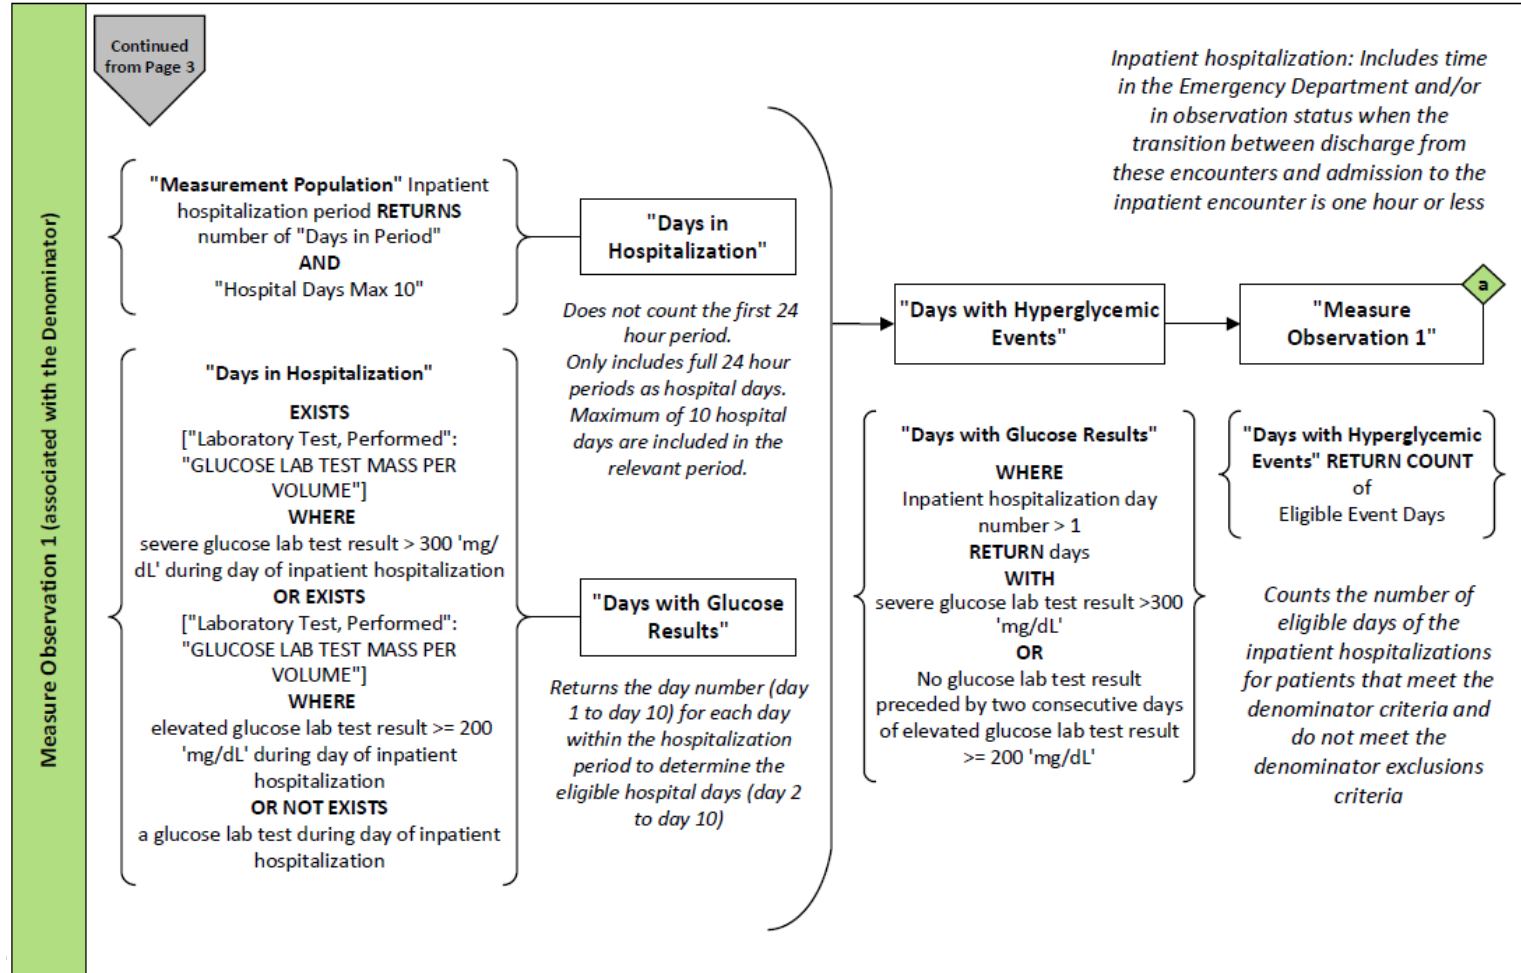 Measure Observation 1 (associated with the Denominator)
Continued
from Page 3
"Measurement Population" Inpatient
hospitalization period RETURNS
number of "Days in Period"
AND
"Hospital Days Max 10"
"Days in
Hospitalization"
Does not count the first 24
hour period.
Only includes full 24 hour
periods as hospital days.
Maximum of 10 hospital
days are included in the
relevant period.
"Days in Hospitalization"
EXISTS
["Laboratory Test, Performed":
"GLUCOSE LAB TEST MASS PER
VOLUME"]
WHERE
severe glucose lab test result > 300 'mg/
dL' during day of inpatient hospitalization
OR EXISTS
["Laboratory Test, Performed":
"GLUCOSE LAB TEST MASS PER
VOLUME"]
WHERE
elevated glucose lab test result >= 200
'mg/dL' during day of inpatient
hospitalization
OR NOT EXISTS
a glucose lab test during day of inpatient
hospitalization
"Days with Glucose
Results"
Returns the day number (day
1 to day 10) for each day
within the hospitalization
period to determine the
eligible hospital days (day 2
to day 10)
Inpatient hospitalization: Includes time
in the Emergency Department and/or
in observation status when the
transition between discharge from
these encounters and admission to the
inpatient encounter is one hour or less
"Days with Hyperglycemic
Events"
"Days with Glucose Results"
WHERE
Inpatient hospitalization day
number > 1
RETURN days
WITH
severe glucose lab test result >300
'mg/dL'
OR
No glucose lab test result
preceded by two consecutive days
of elevated glucose lab test result
>= 200 'mg/dL'
a
"Measure
Observation 1"
"Days with Hyperglycemic
Events" RETURN COUNT
of
Eligible Event Days
Counts the number of
eligible days of the
inpatient hospitalizations
for patients that meet the
denominator criteria and
do not meet the
denominator exclusions
criteria